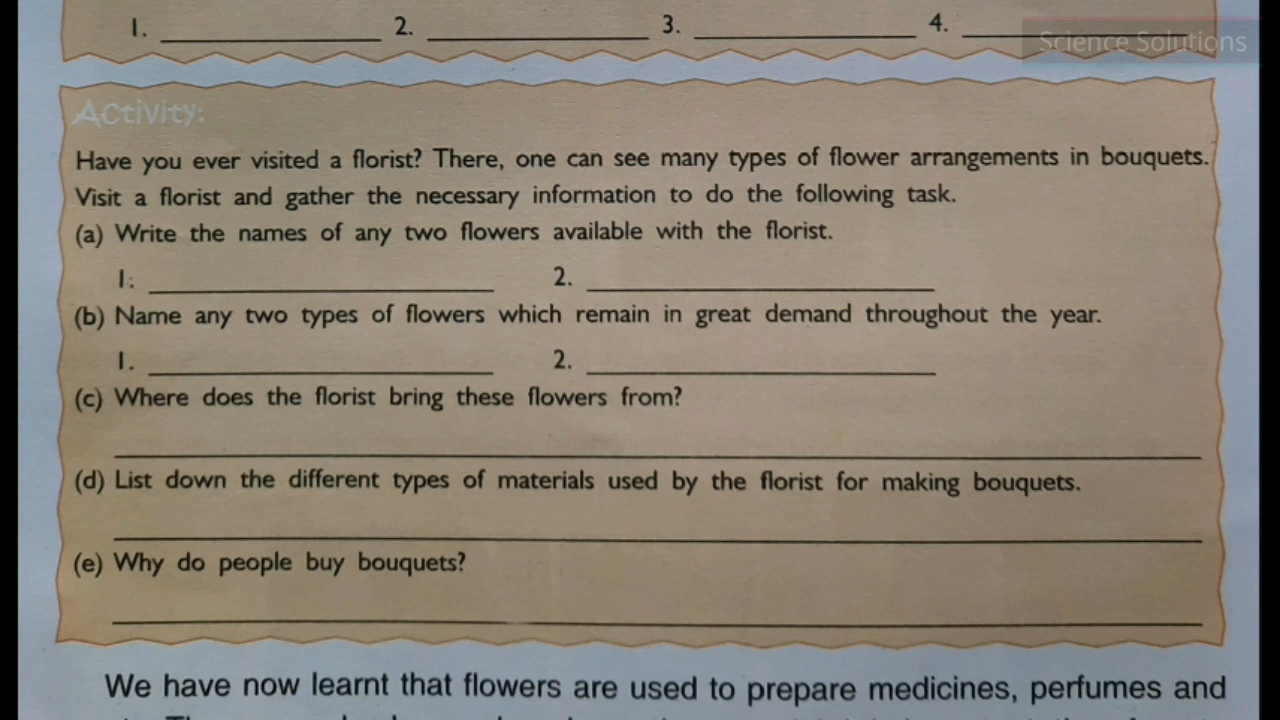 1. 2. 3. 4.
Science Solutions
Activity:
Have you ever visited a florist? There, one can see many types of flower arrangements in bouquets.
Visit a florist and gather the necessary information to do the following task.
(a) Write the names of any two flowers available with the florist.
1. 2.
(b) Name any two types of flowers which remain in great demand throughout the year.
1. 2.
(c) Where does the florist bring these flowers from?
(d) List down the different types of materials used by the florist for making bouquets.
(e) Why do people buy bouquets?
We have now learnt that flowers are used to prepare medicines, perfumes and